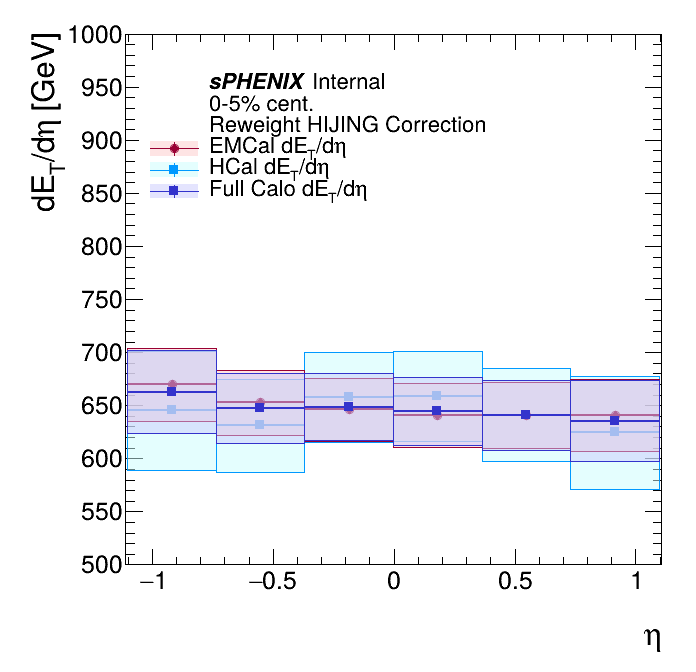 dE_T/dη [GeV]
1000
950
900
850
800
750
700
650
600
550
500
sPHENIX Internal
0-5% cent.
Reweight HIJING Correction
EMCal dE_T/dη
HCal dE_T/dη
Full Calo dE_T/dη
−1 −0.5 0 0.5 1
η